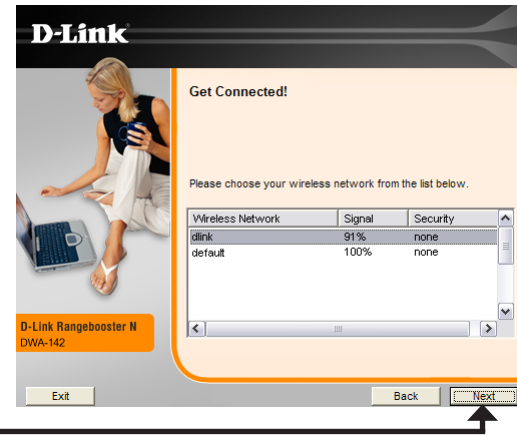 D-Link
Get Connected!
Please choose your wireless network from the list below.
Wireless Network Signal Security
dlink 91% none
default 100% none
D-Link Rangebooster N
DWA-142
Exit Back Next